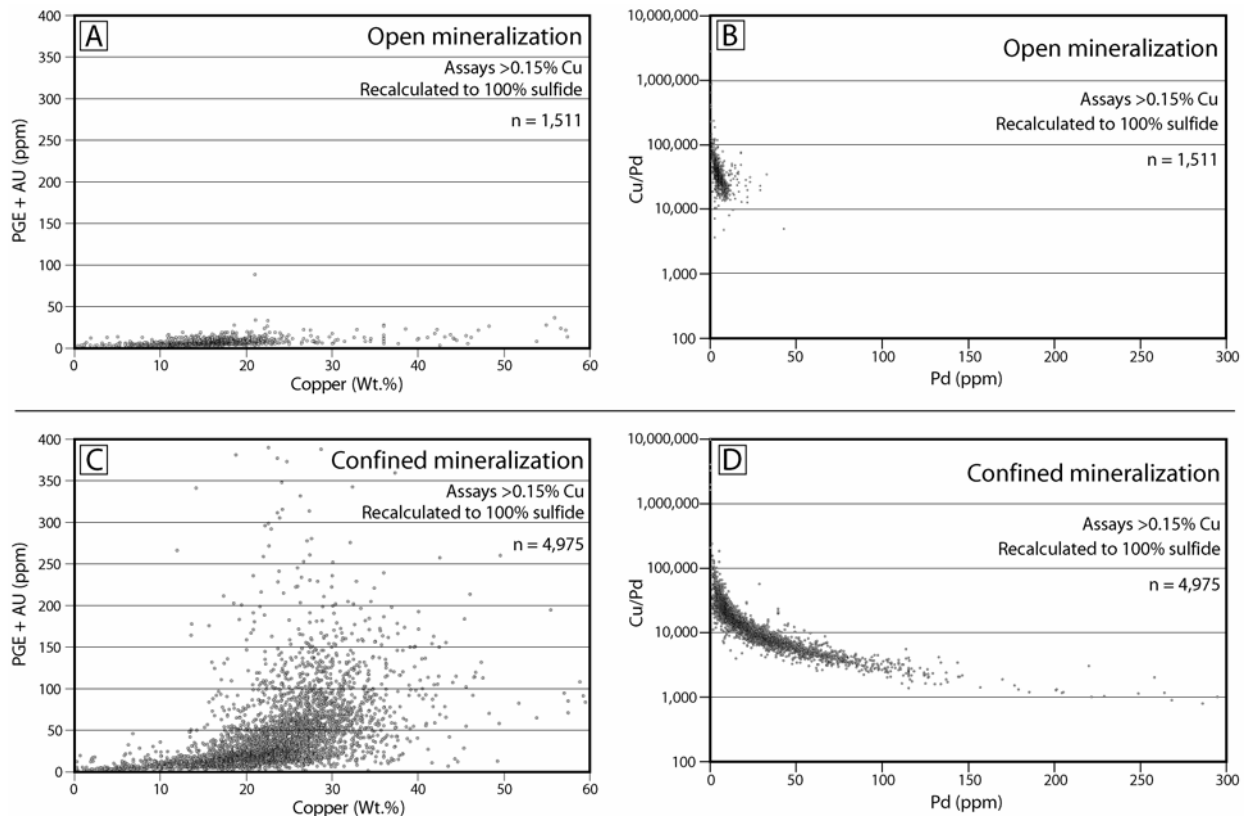 A
Open mineralization
Assays >0.15% Cu
Recalculated to 100% sulfide
n = 1,511
400
350
300
250
200
150
100
50
0
PGE + AU (ppm)
0 10 20 30 40 50 60
Copper (Wt.%)
B
Open mineralization
Assays >0.15% Cu
Recalculated to 100% sulfide
n = 1,511
10,000,000
1,000,000
100,000
10,000
1,000
100
Cu/Pd
0 50 100 150 200 250 300
Pd (ppm)
C
Confined mineralization
Assays >0.15% Cu
Recalculated to 100% sulfide
n = 4,975
400
350
300
250
200
150
100
50
0
PGE + AU (ppm)
0 10 20 30 40 50 60
Copper (Wt.%)
D
Confined mineralization
Assays >0.15% Cu
Recalculated to 100% sulfide
n = 4,975
10,000,000
1,000,000
100,000
10,000
1,000
100
Cu/Pd
0 50 100 150 200 250 300
Pd (ppm)